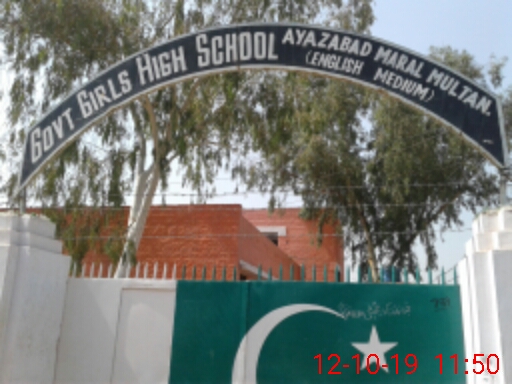 GOVT GIRLS HIGH SCHOOL AYAZABAD MARAL MULTAN.
(ENGLISH MEDIUM)
12-10-19 11:50